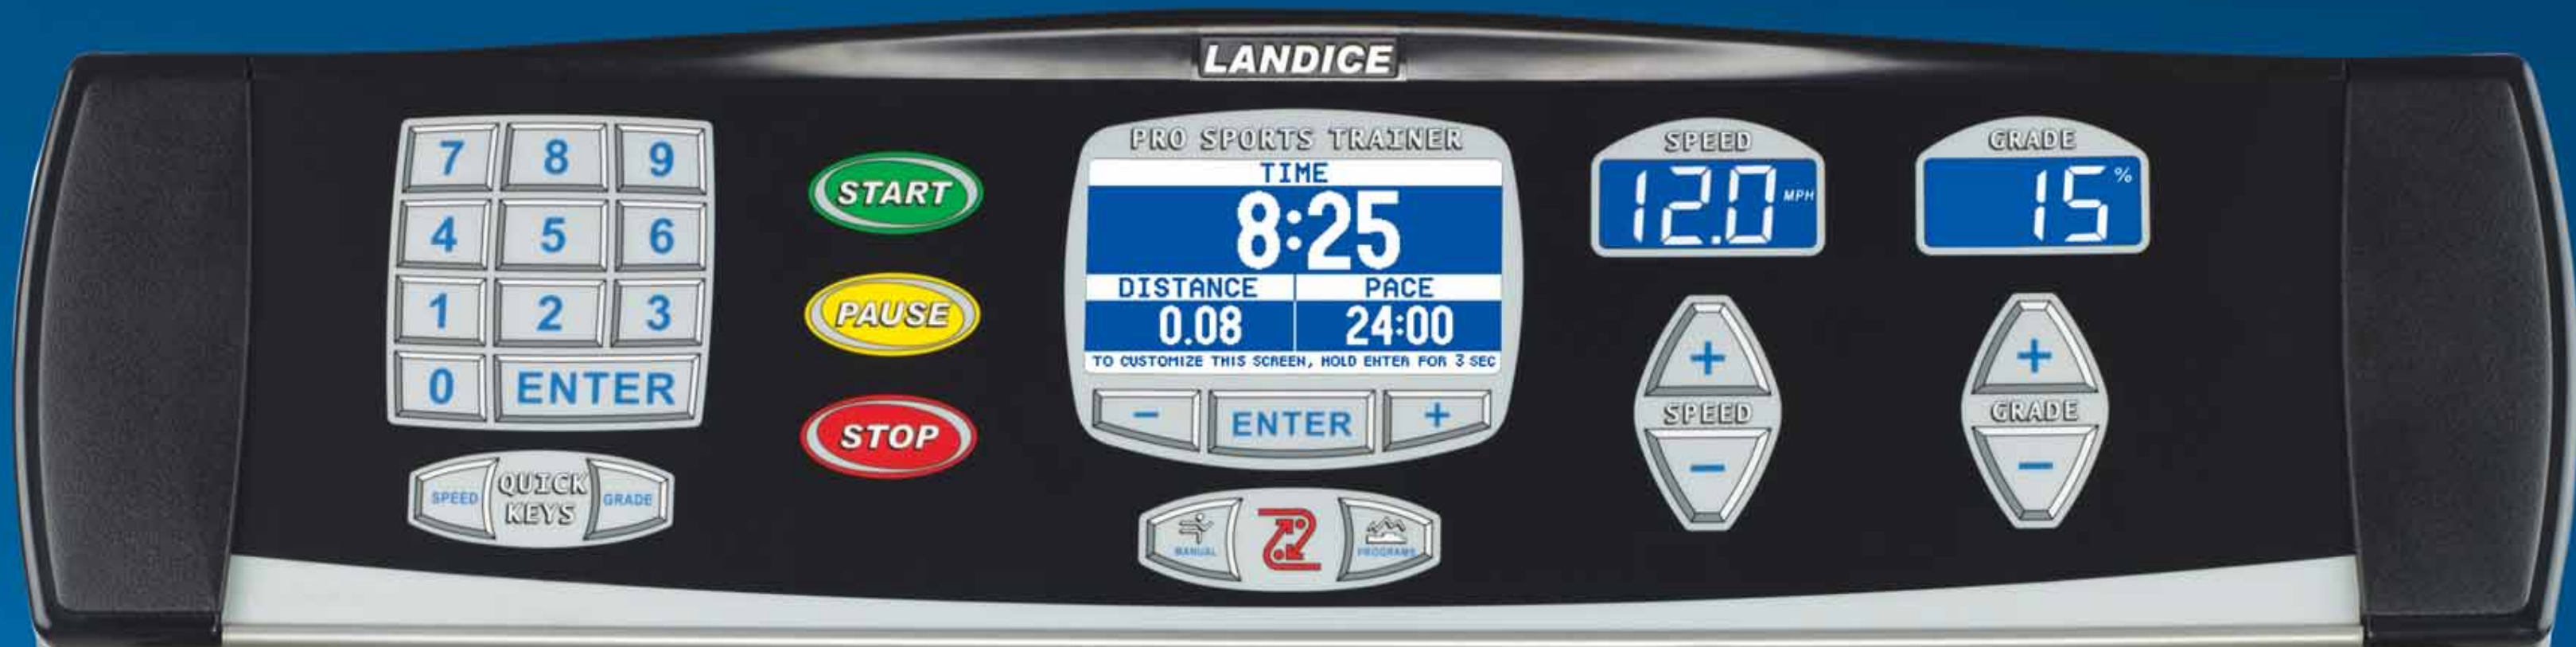 LANDICE
7 8 9
4 5 6
1 2 3
0 ENTER
SPEED QUICK KEYS GRADE
START
PAUSE
STOP
PRO SPORTS TRAINER
TIME
8:25
DISTANCE PACE
0.08 24:00
TO CUSTOMIZE THIS SCREEN, HOLD ENTER FOR 3 SEC
- ENTER +
MANUAL PROGRAMS
SPEED
12.0 MPH
+
SPEED
-
GRADE
15 %
+
GRADE
-